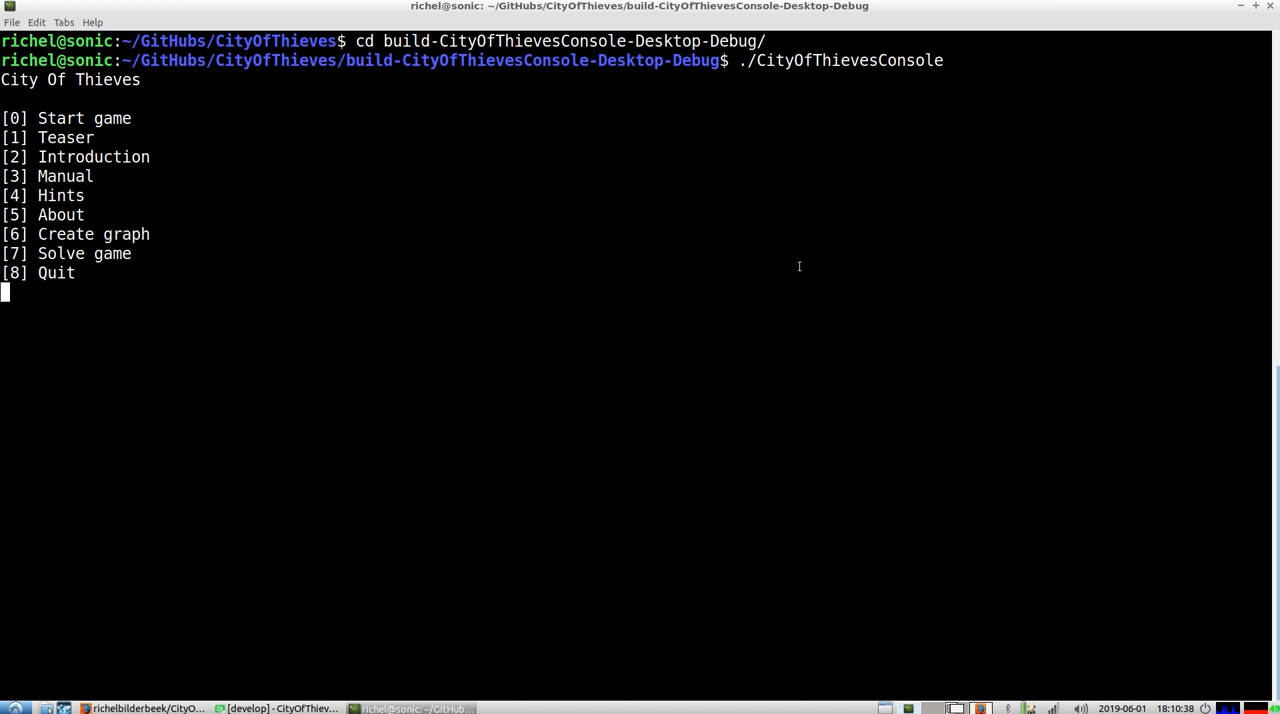 richel@sonic: ~/GitHubs/CityOfThieves/build-CityOfThievesConsole-Desktop-Debug
File Edit Tabs Help
richel@sonic:~/GitHubs/CityOfThieves$ cd build-CityOfThievesConsole-Desktop-Debug/
richel@sonic:~/GitHubs/CityOfThieves/build-CityOfThievesConsole-Desktop-Debug$ ./CityOfThievesConsole
City Of Thieves
[0] Start game
[1] Teaser
[2] Introduction
[3] Manual
[4] Hints
[5] About
[6] Create graph
[7] Solve game
[8] Quit
richelbilderbeek/CityO... [develop] - CityOfThiev... richel@sonic: ~/GitHub... 2019-06-01 18:10:38 49